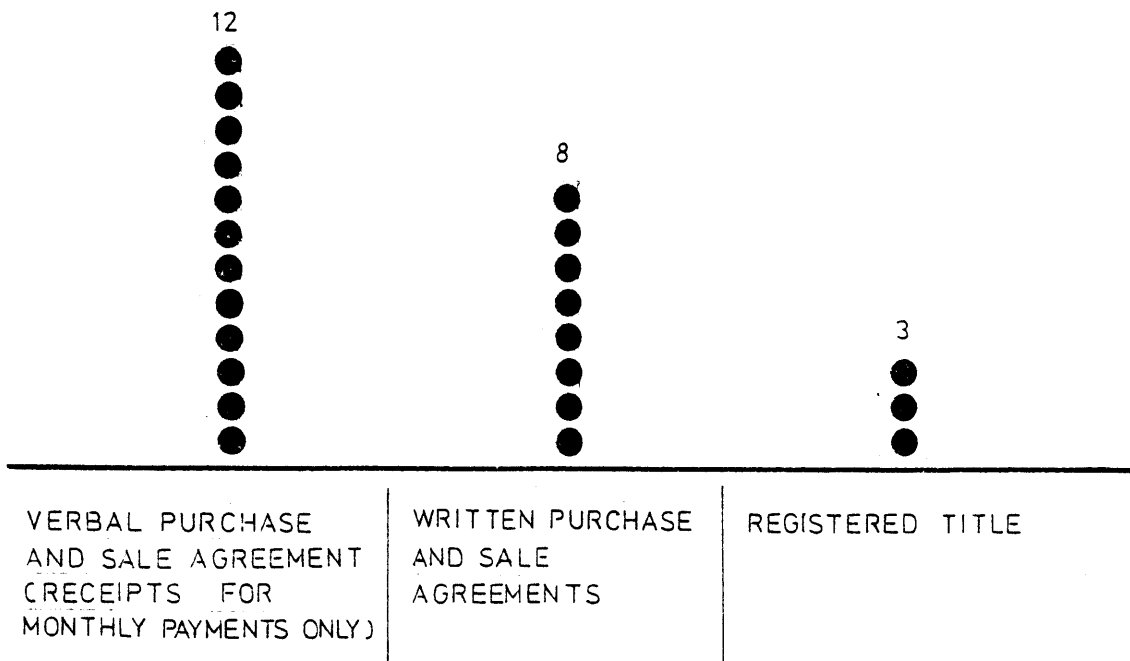 12
8
3
VERBAL PURCHASE
AND SALE AGREEMENT
(RECEIPTS FOR
MONTHLY PAYMENTS ONLY)
WRITTEN PURCHASE
AND SALE
AGREEMENTS
REGISTERED TITLE